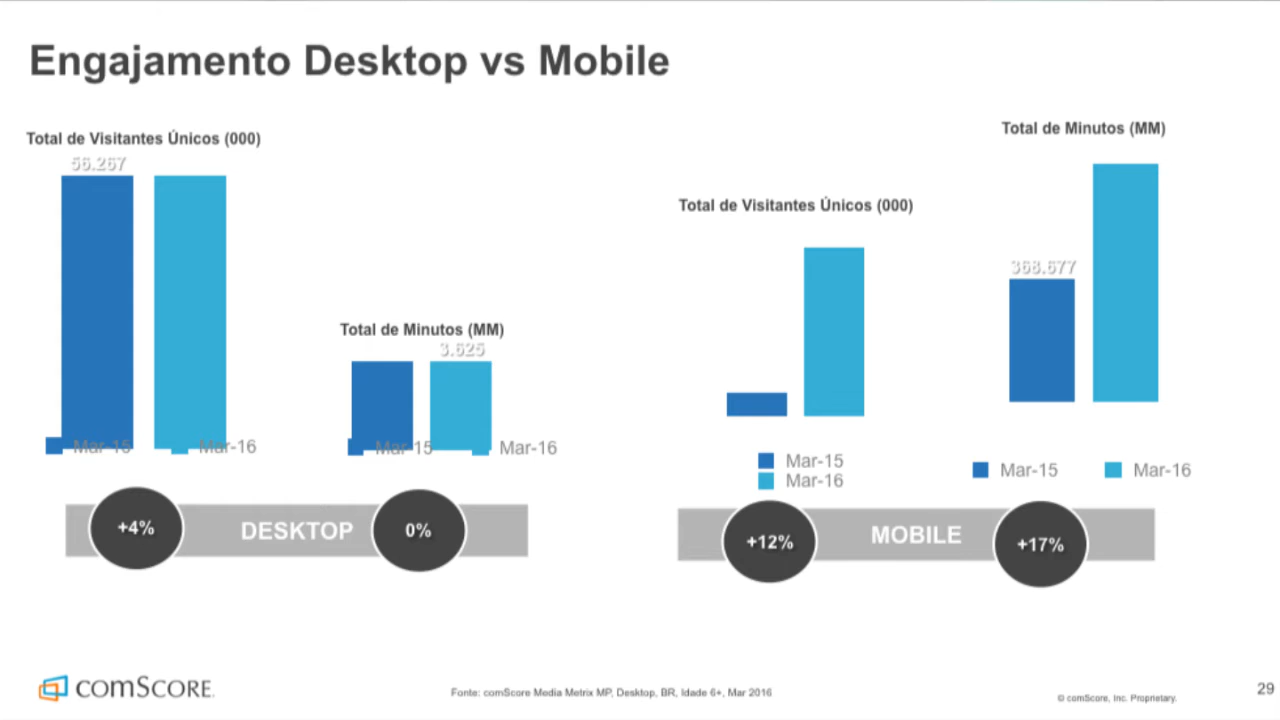 Engajamento Desktop vs Mobile
Total de Visitantes Únicos (000)
56.267
Mar-15
Mar-16
Total de Minutos (MM)
3.625
Mar-15
Mar-16
+4%
DESKTOP
0%
Total de Visitantes Únicos (000)
Mar-15
Mar-16
Total de Minutos (MM)
368.677
Mar-15
Mar-16
+12%
MOBILE
+17%
comSCORE.
Fonte: comScore Media Metrix MP, Desktop, BR, Idade 6+, Mar 2016
© comScore, Inc. Proprietary.
29